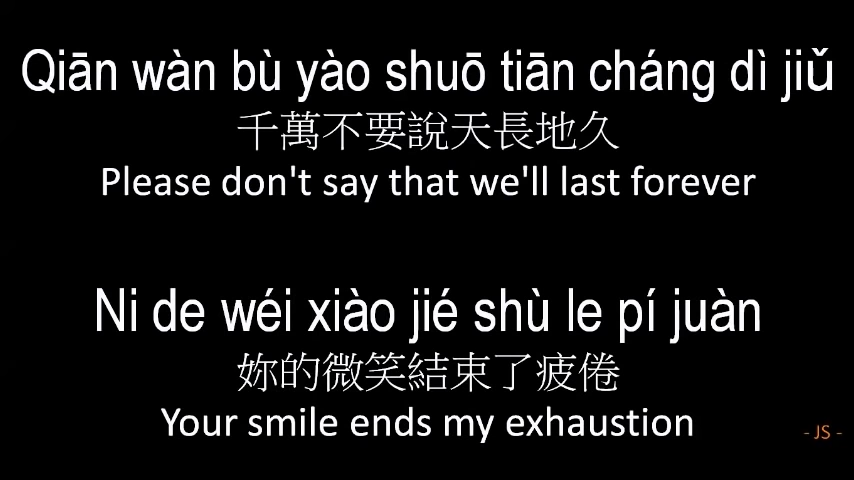 Qiān wàn bù yào shuō tiān cháng dì jiǔ
千萬不要說天長地久
Please don't say that we'll last forever
Ni de wéi xiào jié shù le pí juàn
妳的微笑結束了疲倦
Your smile ends my exhaustion
- JS -